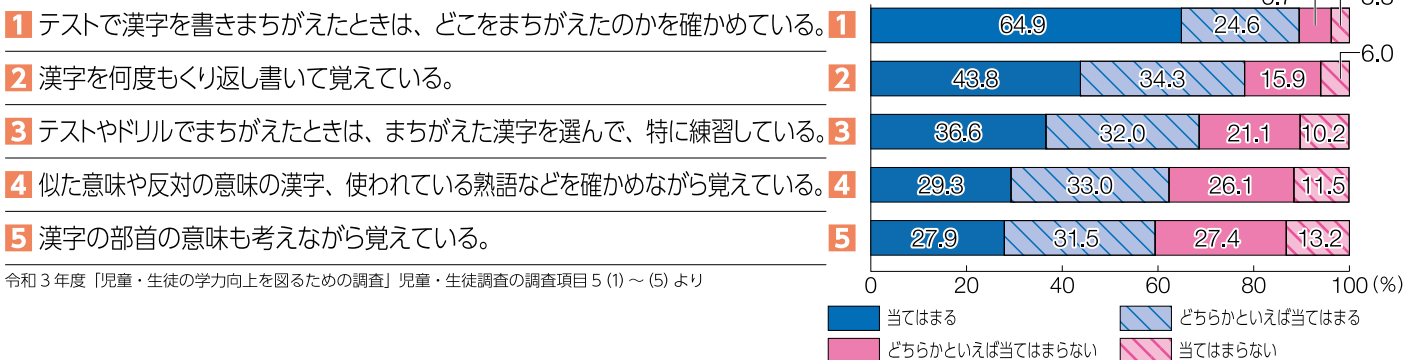 1 テストで漢字を書きまちがえたときは、どこをまちがえたのかを確かめている。
2 漢字を何度もくり返し書いて覚えている。
3 テストやドリルでまちがえたときは、まちがえた漢字を選んで、特に練習している。
4 似た意味や反対の意味の漢字、使われている熟語などを確かめながら覚えている。
5 漢字の部首の意味も考えながら覚えている。
令和3年度「児童・生徒の学力向上を図るための調査」児童・生徒調査の調査項目5(1)~(5)より
1 64.9 24.6
2 43.8 34.3 15.9 6.0
3 36.6 32.0 21.1 10.2
4 29.3 33.0 26.1 11.5
5 27.9 31.5 27.4 13.2
0 20 40 60 80 100(%)
当てはまる どちらかといえば当てはまる
どちらかといえば当てはまらない 当てはまらない